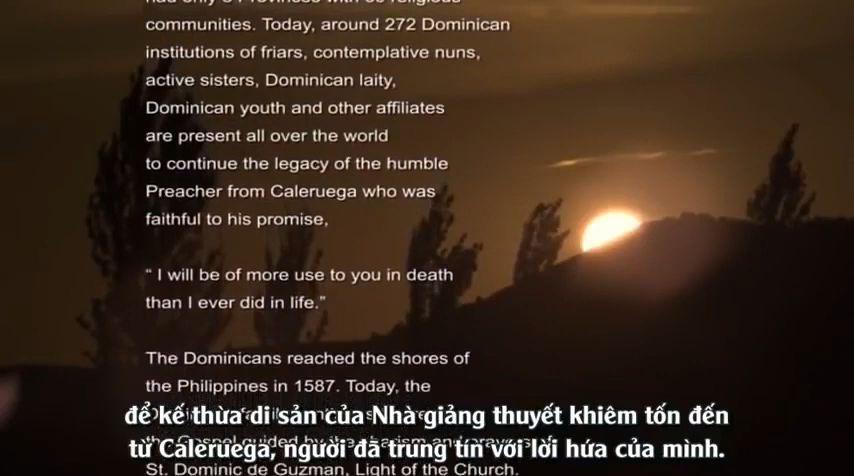 communities. Today, around 272 Dominican
institutions of friars, contemplative nuns,
active sisters, Dominican laity,
Dominican youth and other affiliates
are present all over the world
to continue the legacy of the humble
Preacher from Caleruega who was
faithful to his promise,
“ I will be of more use to you in death
than I ever did in life.”
The Dominicans reached the shores of
the Philippines in 1587. Today, the
để kế thừa di sản của Nhà giảng thuyết khiêm tốn đến
từ Caleruega, người đã trung tín với lời hứa của mình.
St. Dominic de Guzman, Light of the Church.